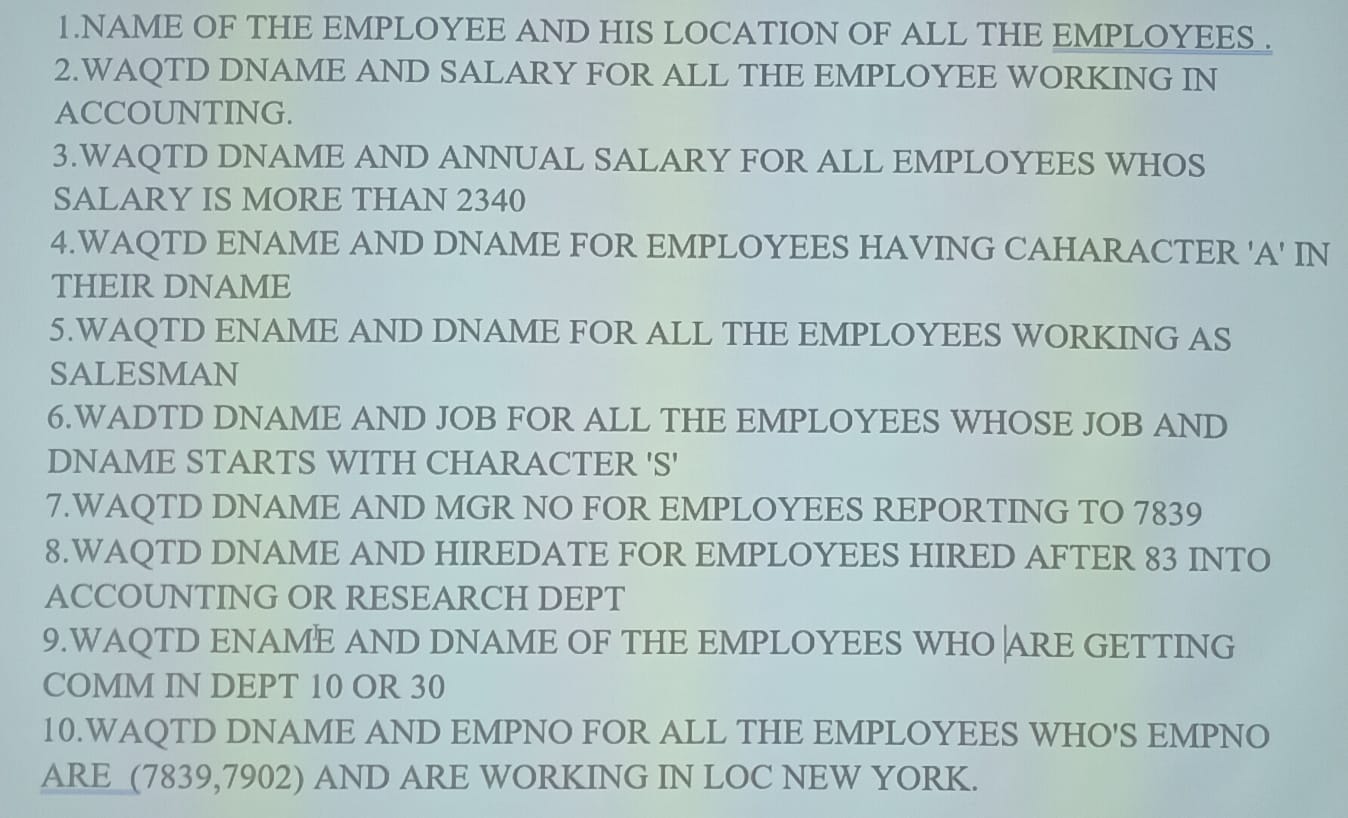 1.NAME OF THE EMPLOYEE AND HIS LOCATION OF ALL THE EMPLOYEES .
2.WAQTD DNAME AND SALARY FOR ALL THE EMPLOYEE WORKING IN
ACCOUNTING.
3.WAQTD DNAME AND ANNUAL SALARY FOR ALL EMPLOYEES WHOS
SALARY IS MORE THAN 2340
4.WAQTD ENAME AND DNAME FOR EMPLOYEES HAVING CAHARACTER 'A' IN
THEIR DNAME
5.WAQTD ENAME AND DNAME FOR ALL THE EMPLOYEES WORKING AS
SALESMAN
6.WADTD DNAME AND JOB FOR ALL THE EMPLOYEES WHOSE JOB AND
DNAME STARTS WITH CHARACTER 'S'
7.WAQTD DNAME AND MGR NO FOR EMPLOYEES REPORTING TO 7839
8.WAQTD DNAME AND HIREDATE FOR EMPLOYEES HIRED AFTER 83 INTO
ACCOUNTING OR RESEARCH DEPT
9.WAQTD ENAME AND DNAME OF THE EMPLOYEES WHO ARE GETTING
COMM IN DEPT 10 OR 30
10.WAQTD DNAME AND EMPNO FOR ALL THE EMPLOYEES WHO'S EMPNO
ARE (7839,7902) AND ARE WORKING IN LOC NEW YORK.